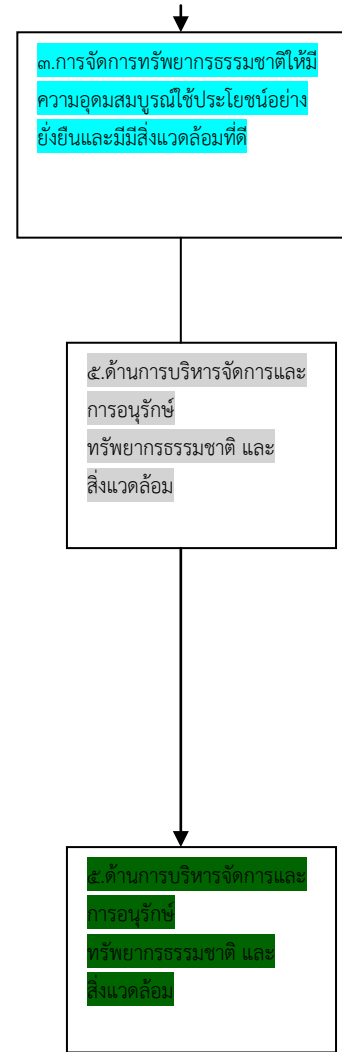 ๓.การจัดการทรัพยากรธรรมชาติให้มี
ความอุดมสมบูรณ์ใช้ประโยชน์อย่าง
ยั่งยืนและมีมีสิ่งแวดล้อมที่ดี
๕.ด้านการบริหารจัดการและ
การอนุรักษ์
ทรัพยากรธรรมชาติ และ
สิ่งแวดล้อม
๕.ด้านการบริหารจัดการและ
การอนุรักษ์
ทรัพยากรธรรมชาติ และ
สิ่งแวดล้อม